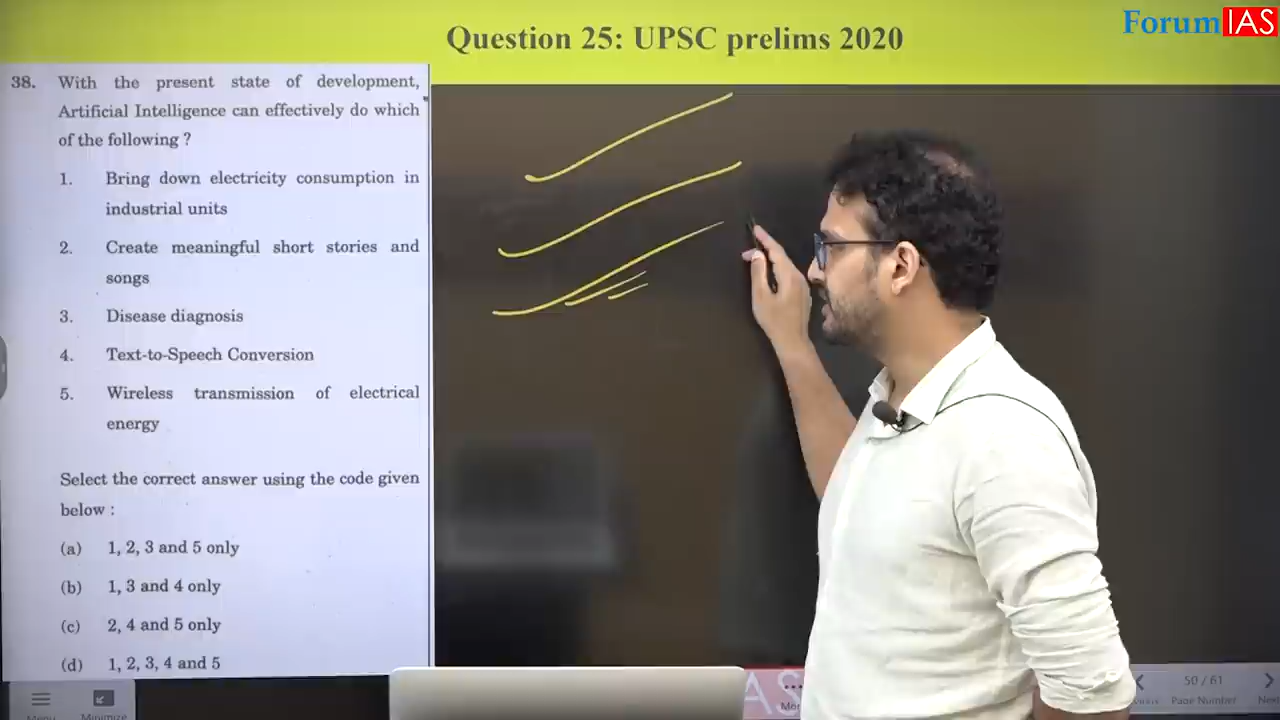 Question 25: UPSC prelims 2020
ForumIAS
38. With the present state of development,
Artificial Intelligence can effectively do which
of the following ?
1. Bring down electricity consumption in
industrial units
2. Create meaningful short stories and
songs
3. Disease diagnosis
4. Text-to-Speech Conversion
5. Wireless transmission of electrical
energy
Select the correct answer using the code given
below :
(a) 1, 2, 3 and 5 only
(b) 1, 3 and 4 only
(c) 2, 4 and 5 only
(d) 1, 2, 3, 4 and 5
Menu
Minimize
50 / 61
Page Number